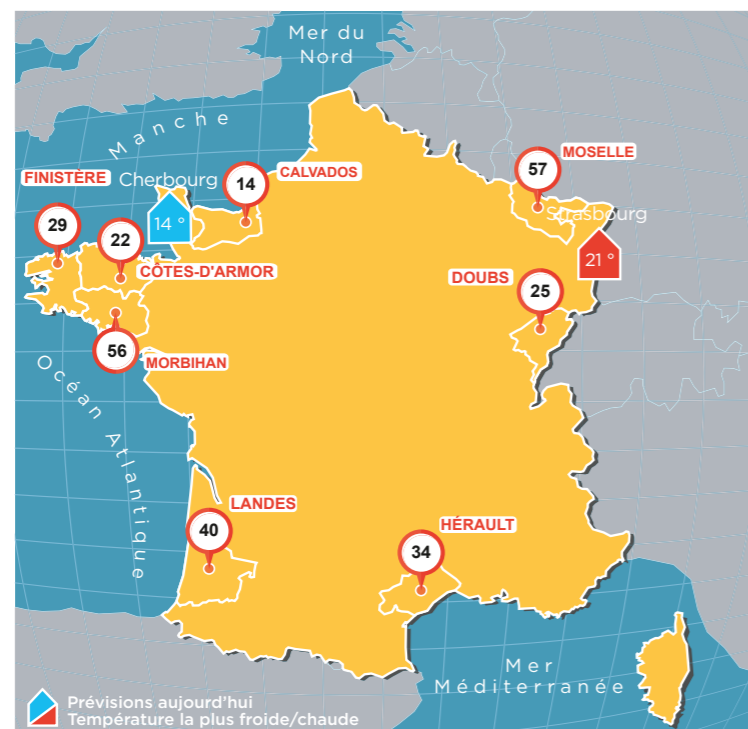 Mer du
Nord
Manche
FINISTÈRE
Cherbourg
14
CALVADOS
57
MOSELLE
Strasbourg
29
22
14 °
21 °
CÔTES-D'ARMOR
DOUBS
25
56
MORBIHAN
Océan Atlantique
LANDES
40
HÉRAULT
34
Mer
Méditerranée
Prévisions aujourd'hui
Température la plus froide/chaude